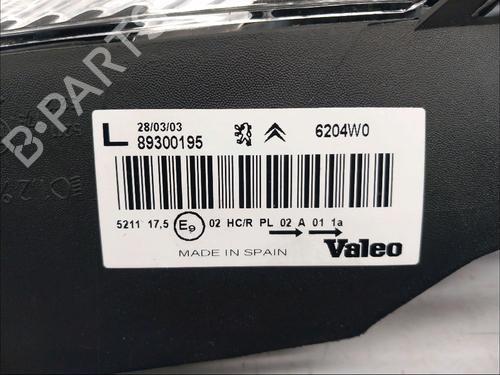 L 28/03/03
89300195 6204W0
5211 17,5 E9 02 HC/R PL 02 A 01 1a
MADE IN SPAIN Valeo
B-PARTS